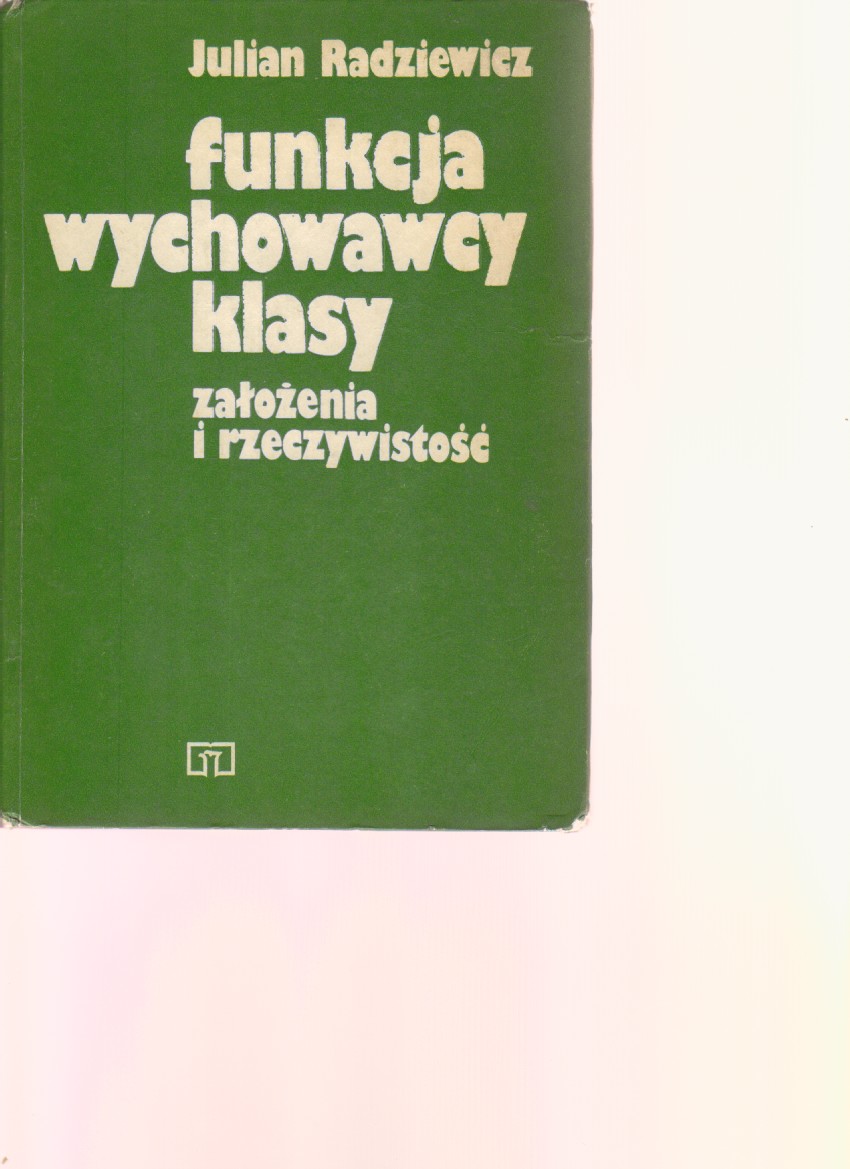 Julian Radziewicz
funkcja
wychowawcy
klasy
założenia
i rzeczywistość